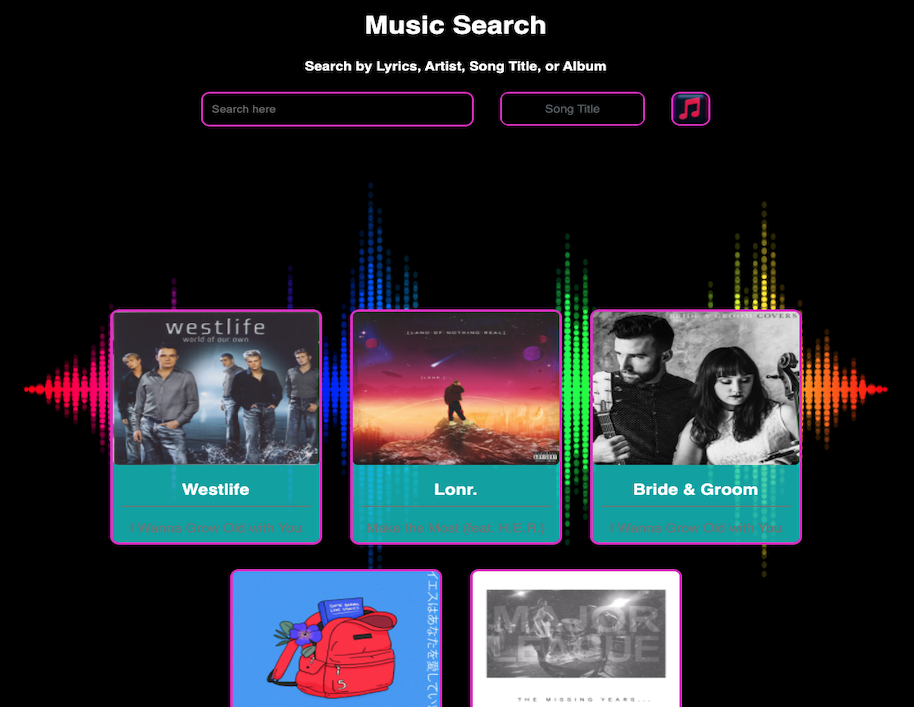 Music Search
Search by Lyrics, Artist, Song Title, or Album
Search here
Song Title
westlife
world of our own
[LAND OF NOTHING REAL]
[LONR.]
BRIDE & GROOM COVERS
Westlife
Lonr.
Bride & Groom
I Wanna Grow Old with You
Make the Most (feat. H.E.R.)
I Wanna Grow Old with You
イエスはあなたを愛してい
MAJOR
LEAGUE
THE MISSING YEARS...